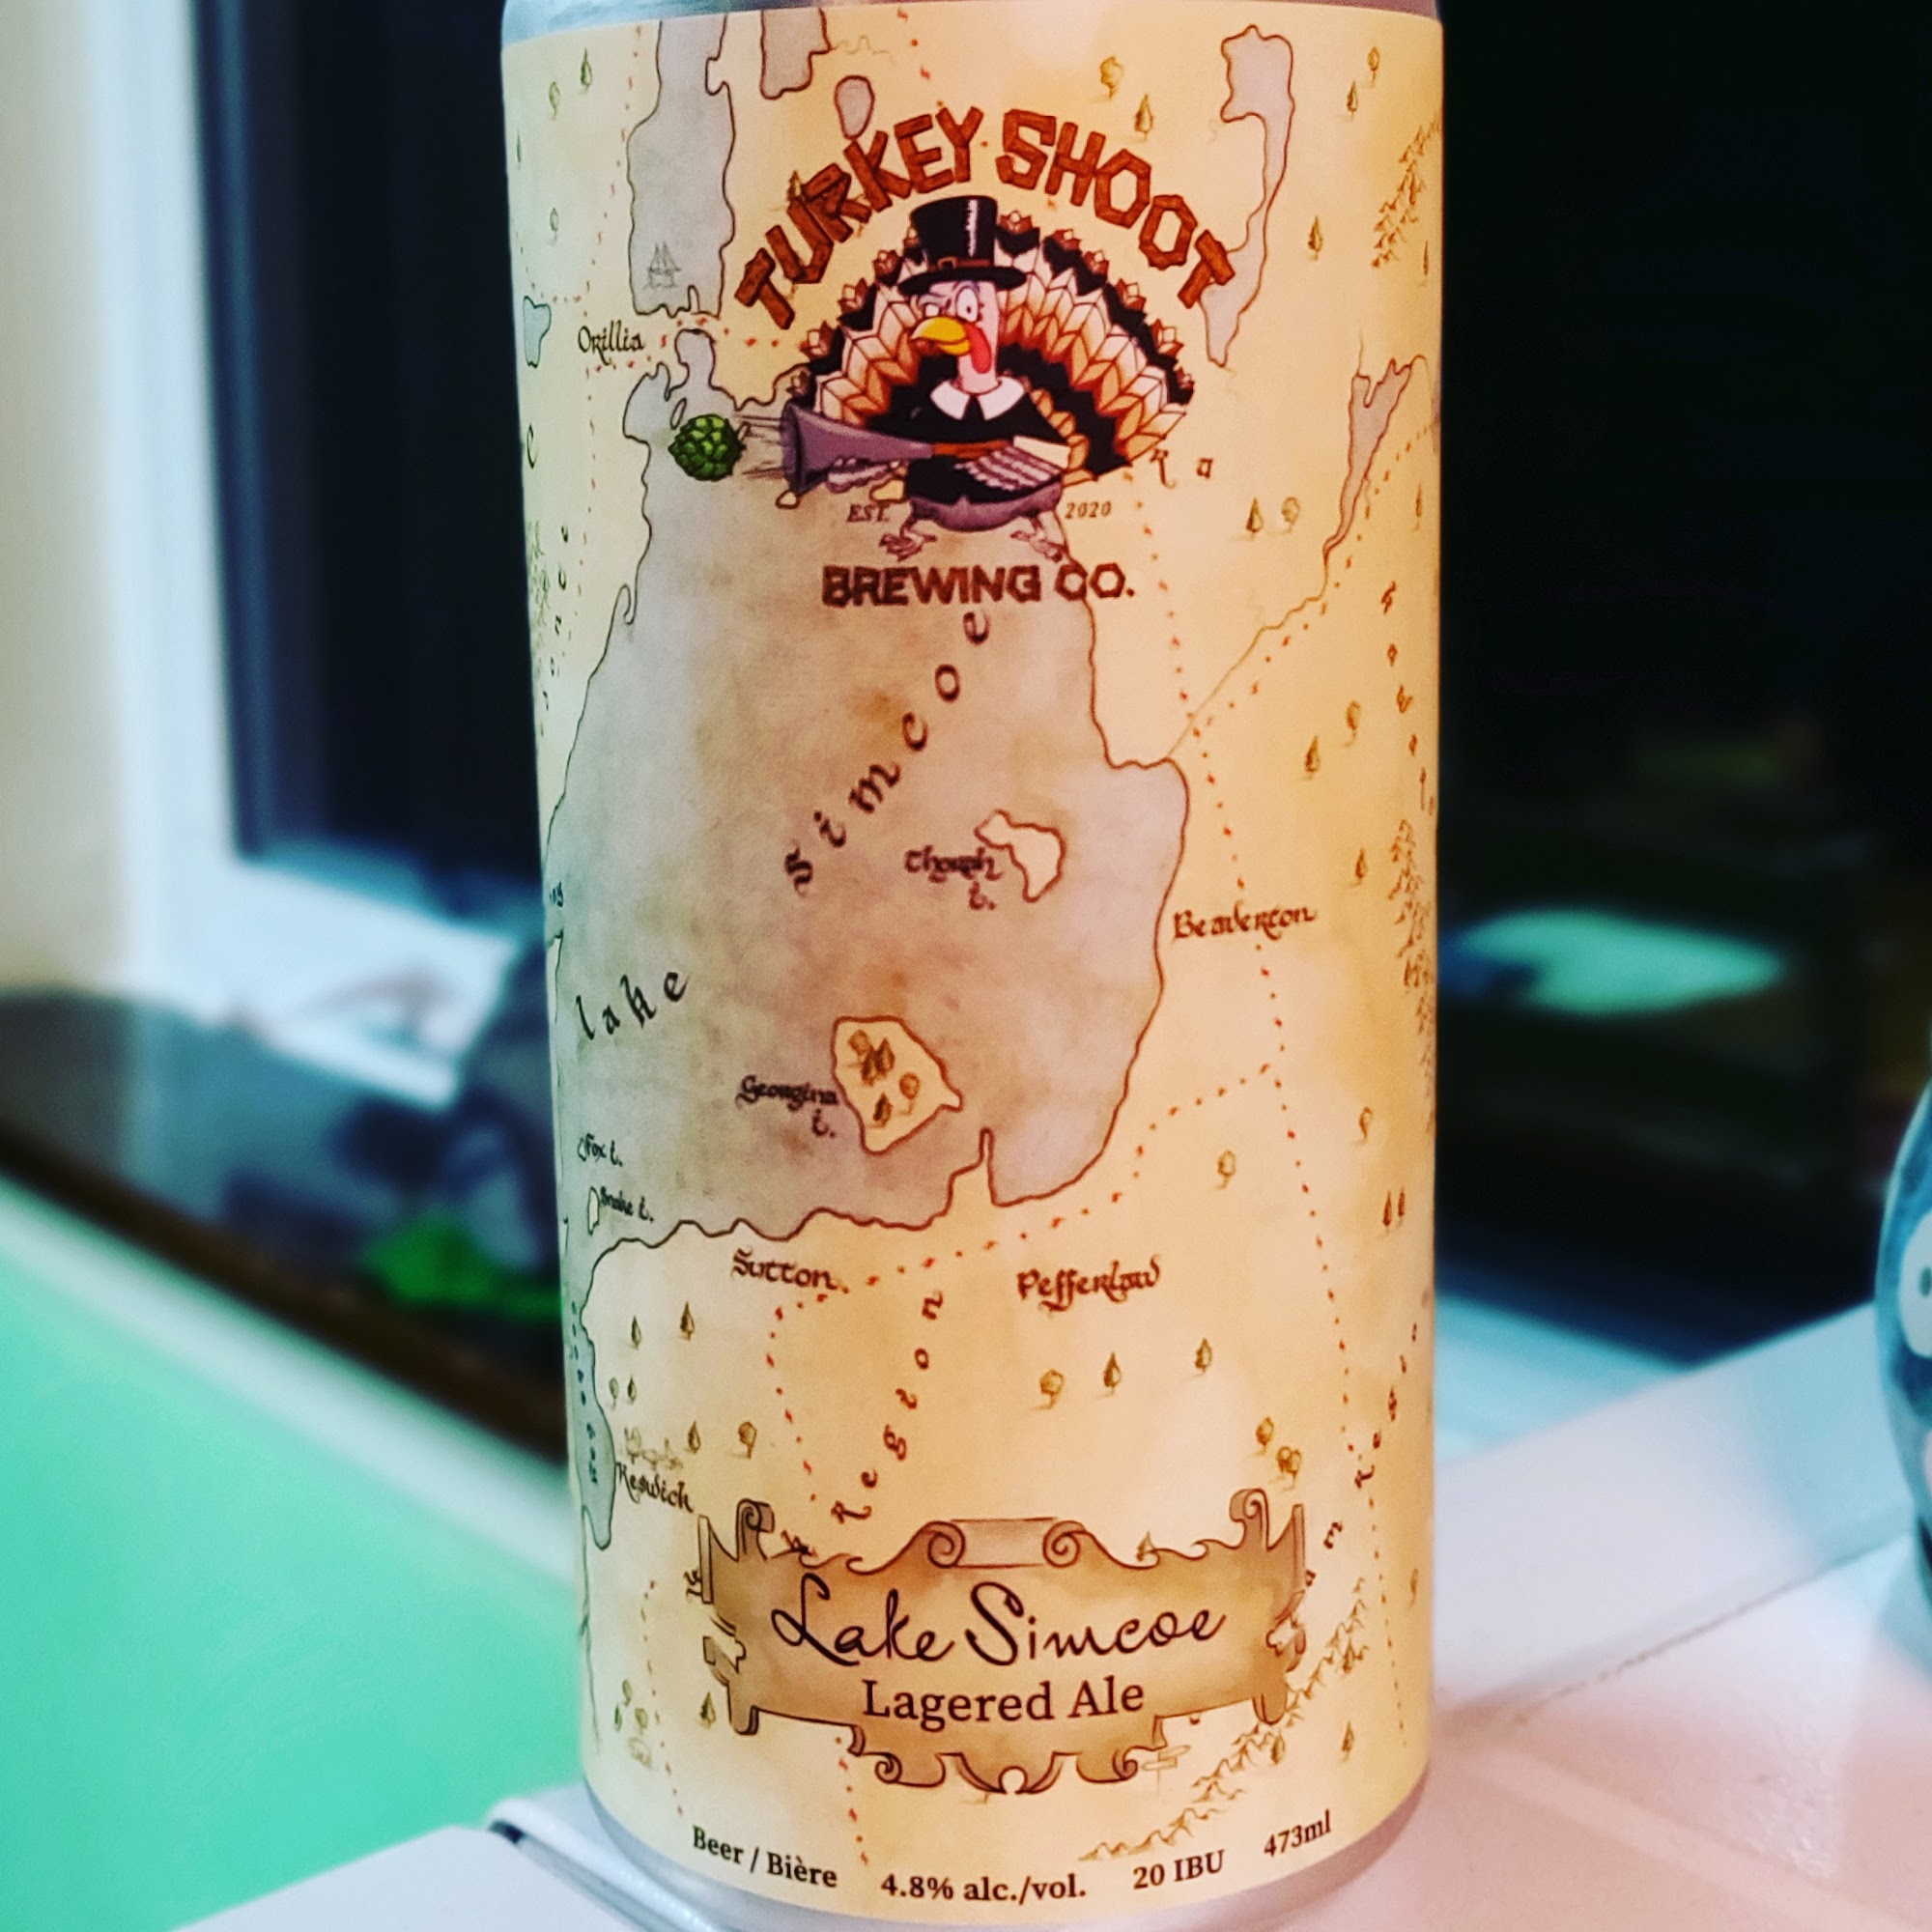 TURKEY SHOOT
Orillia
EST. 2020
BREWING CO.
lake simcoe
Thorah
I.
Beaverton
Georgina
I.
Fox I.
Snake I.
Sutton
Pefferlaw
Keswick
Lake Simcoe
Lagered Ale
Beer / Bière 4.8% alc./vol. 20 IBU 473ml